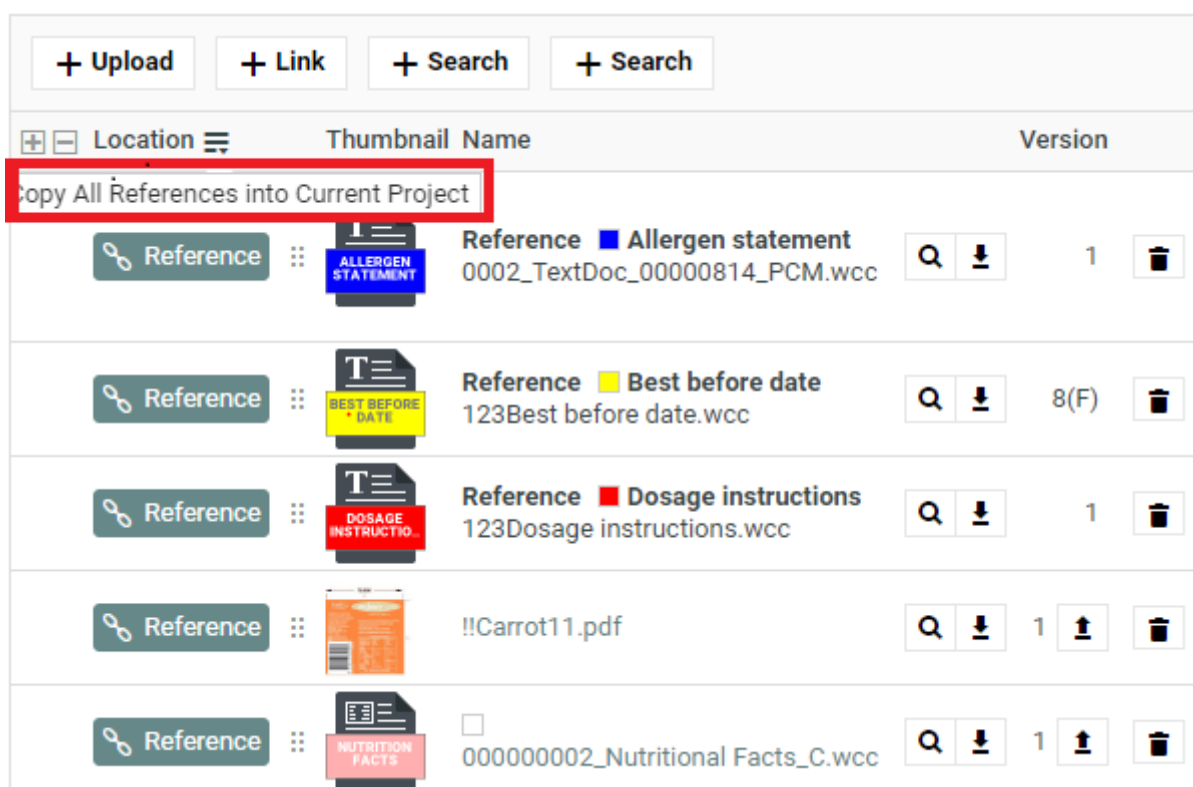 + Upload + Link + Search + Search
Location Thumbnail Name Version
Copy All References into Current Project
Reference ALLERGEN STATEMENT Reference Allergen statement 1
0002_TextDoc_00000814_PCM.wcc
Reference T BEST BEFORE * DATE Reference Best before date 8(F)
123Best before date.wcc
Reference T DOSAGE INSTRUCTIO... Reference Dosage instructions 1
123Dosage instructions.wcc
Reference !!Carrot11.pdf 1
Reference NUTRITION FACTS 1
000000002_Nutritional Facts_C.wcc